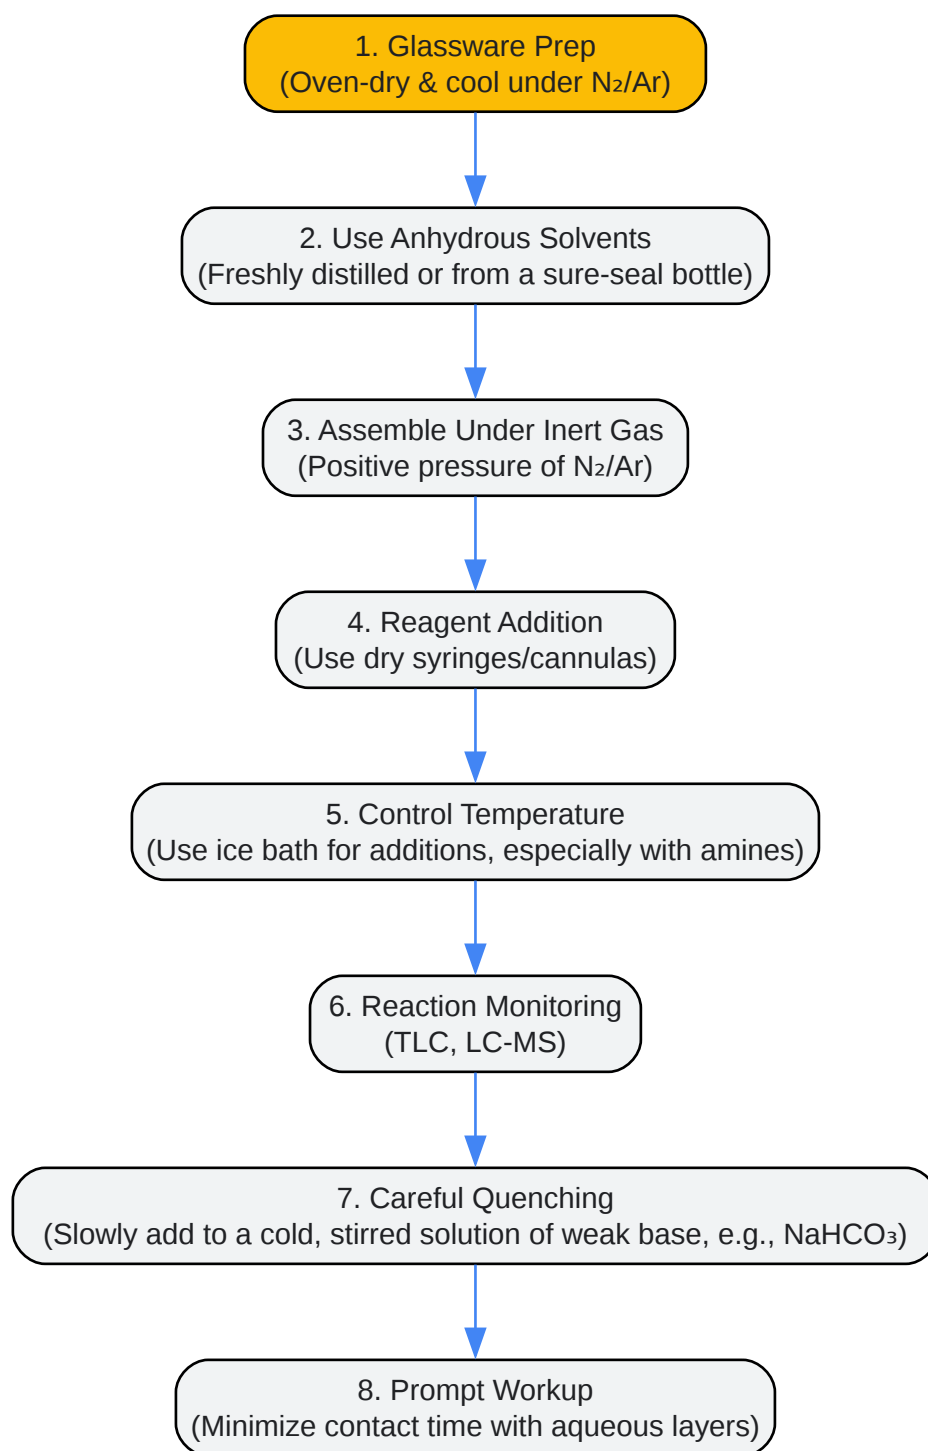 1. Glassware Prep
(Oven-dry & cool under N₂/Ar)
2. Use Anhydrous Solvents
(Freshly distilled or from a sure-seal bottle)
3. Assemble Under Inert Gas
(Positive pressure of N₂/Ar)
4. Reagent Addition
(Use dry syringes/cannulas)
5. Control Temperature
(Use ice bath for additions, especially with amines)
6. Reaction Monitoring
(TLC, LC-MS)
7. Careful Quenching
(Slowly add to a cold, stirred solution of weak base, e.g., NaHCO₃)
8. Prompt Workup
(Minimize contact time with aqueous layers)